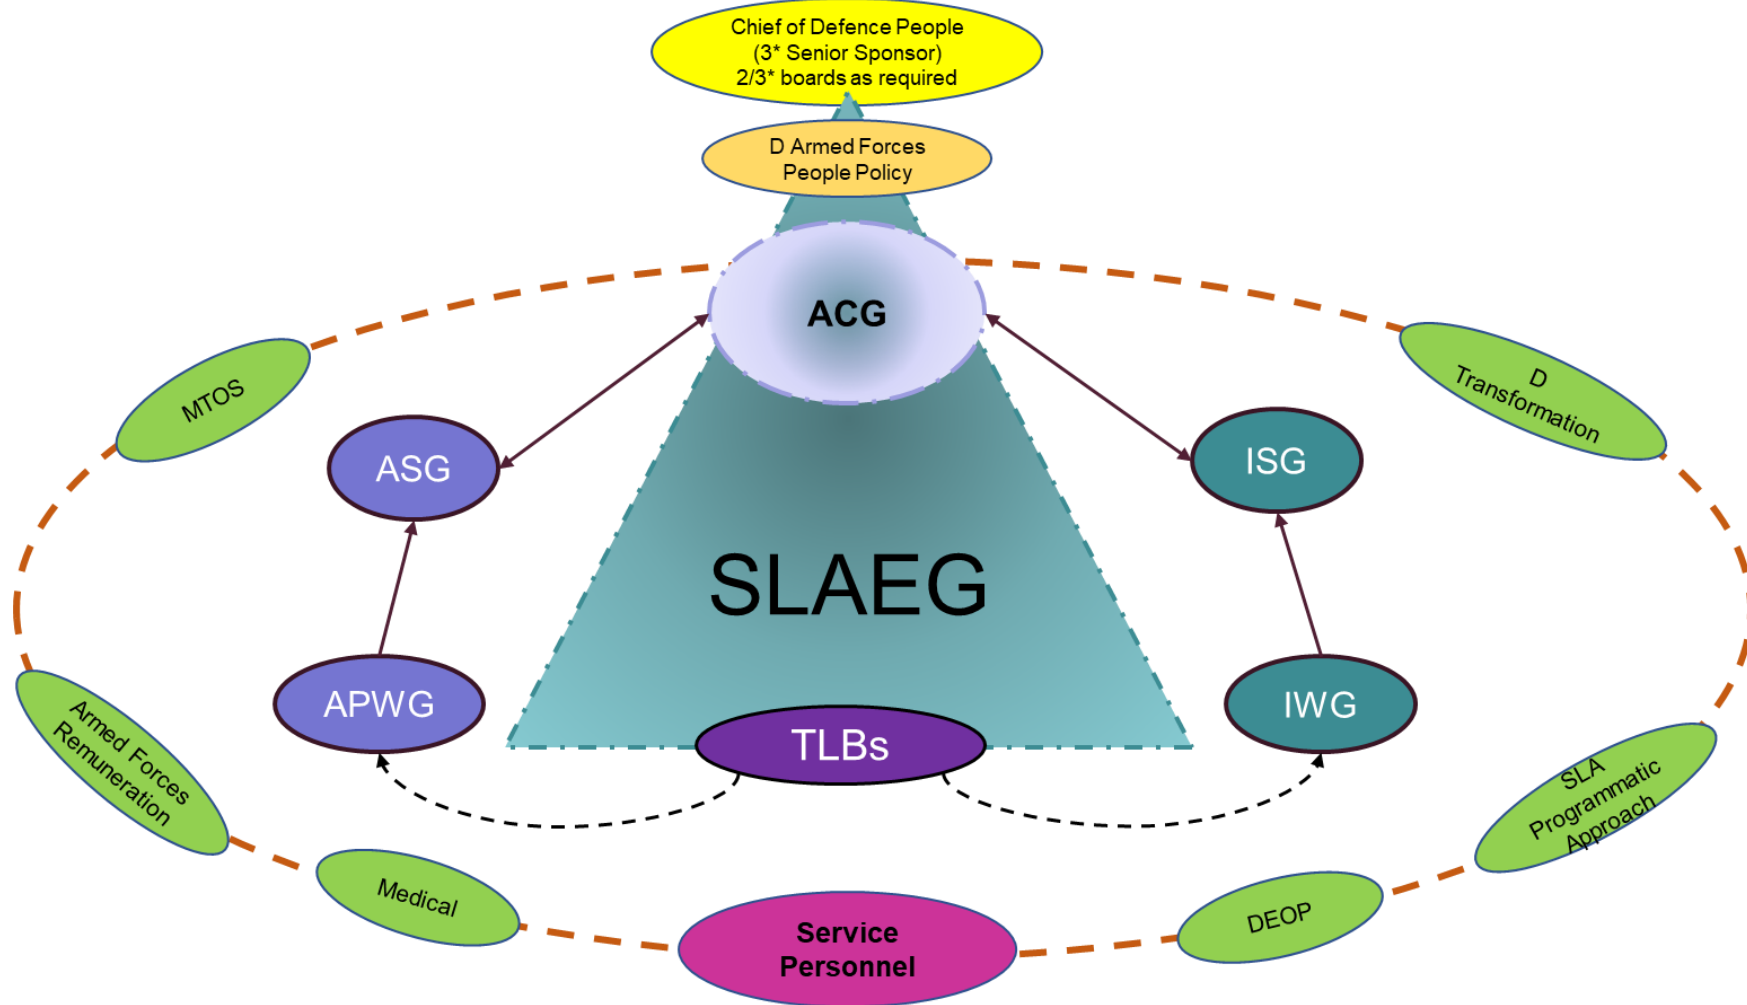 Chief of Defence People
(3* Senior Sponsor)
2/3* boards as required
D Armed Forces
People Policy
ACG
MTOS
D
Transformation
ASG
ISG
SLAEG
APWG
IWG
TLBs
Armed Forces
Remuneration
SLA
Programmatic
Approach
Medical
DEOP
Service
Personnel